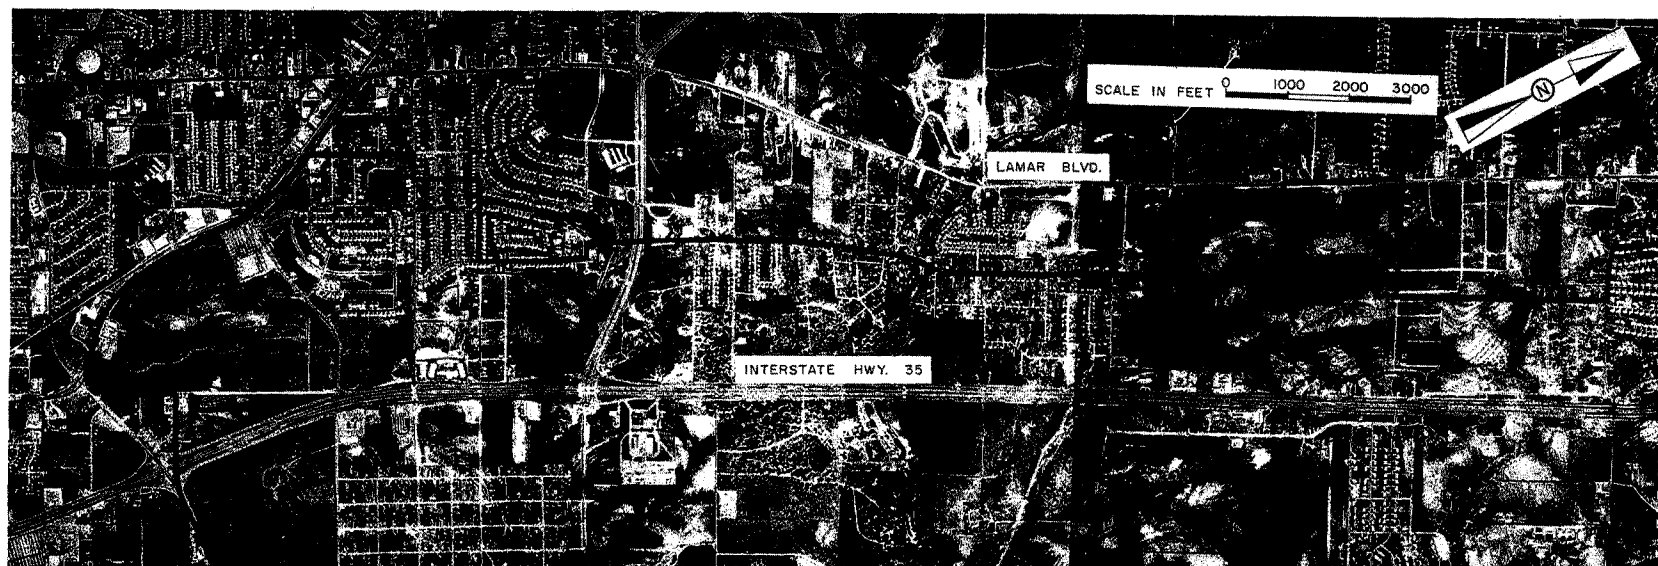 SCALE IN FEET 0 1000 2000 3000
N
LAMAR BLVD.
INTERSTATE HWY. 35